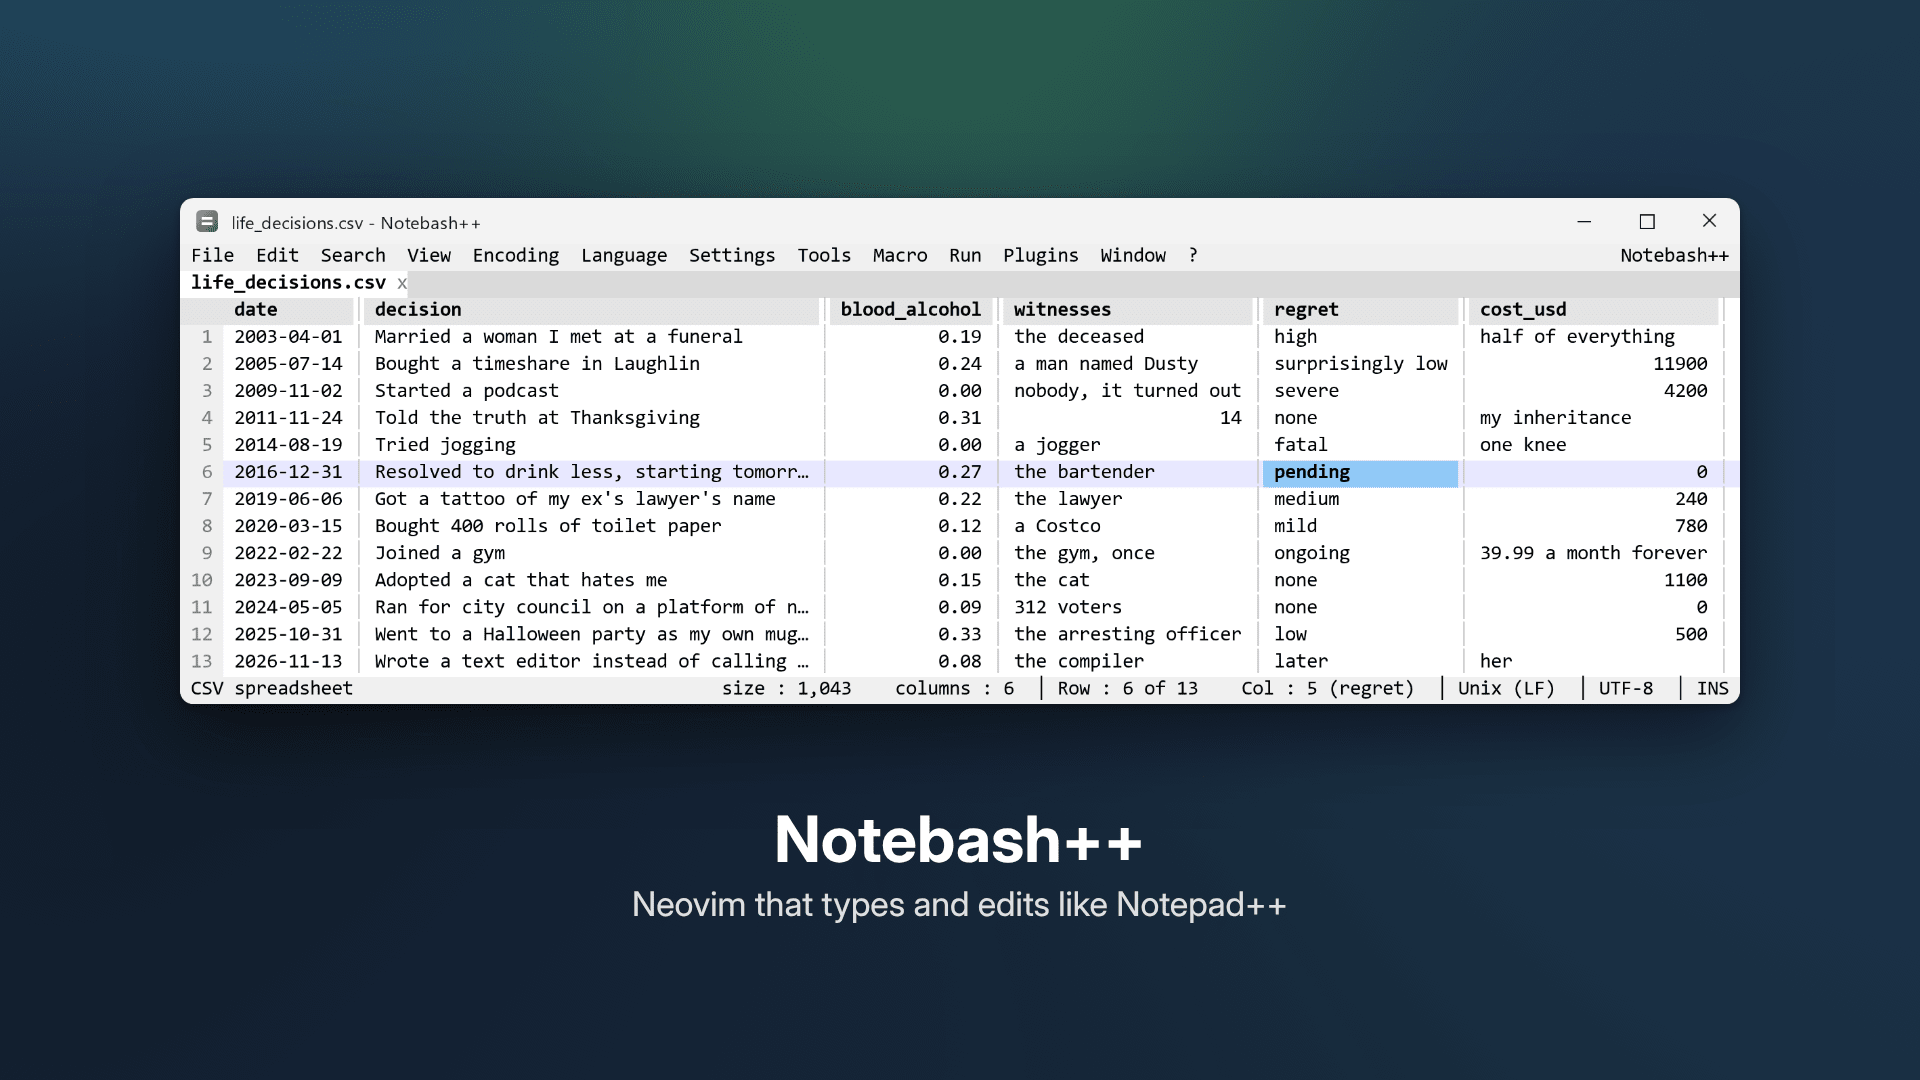 life_decisions.csv - Notebash++
File Edit Search View Encoding Language Settings Tools Macro Run Plugins Window ? Notebash++
life_decisions.csv x
date decision blood_alcohol witnesses regret cost_usd
1 2003-04-01 Married a woman I met at a funeral 0.19 the deceased high half of everything
2 2005-07-14 Bought a timeshare in Laughlin 0.24 a man named Dusty surprisingly low 11900
3 2009-11-02 Started a podcast 0.00 nobody, it turned out severe 4200
4 2011-11-24 Told the truth at Thanksgiving 0.31 14 none my inheritance
5 2014-08-19 Tried jogging 0.00 a jogger fatal one knee
6 2016-12-31 Resolved to drink less, starting tomorr… 0.27 the bartender pending 0
7 2019-06-06 Got a tattoo of my ex's lawyer's name 0.22 the lawyer medium 240
8 2020-03-15 Bought 400 rolls of toilet paper 0.12 a Costco mild 780
9 2022-02-22 Joined a gym 0.00 the gym, once ongoing 39.99 a month forever
10 2023-09-09 Adopted a cat that hates me 0.15 the cat none 1100
11 2024-05-05 Ran for city council on a platform of n… 0.09 312 voters none 0
12 2025-10-31 Went to a Halloween party as my own mug… 0.33 the arresting officer low 500
13 2026-11-13 Wrote a text editor instead of calling … 0.08 the compiler later her
CSV spreadsheet size : 1,043 columns : 6 Row : 6 of 13 Col : 5 (regret) Unix (LF) UTF-8 INS
Notebash++
Neovim that types and edits like Notepad++